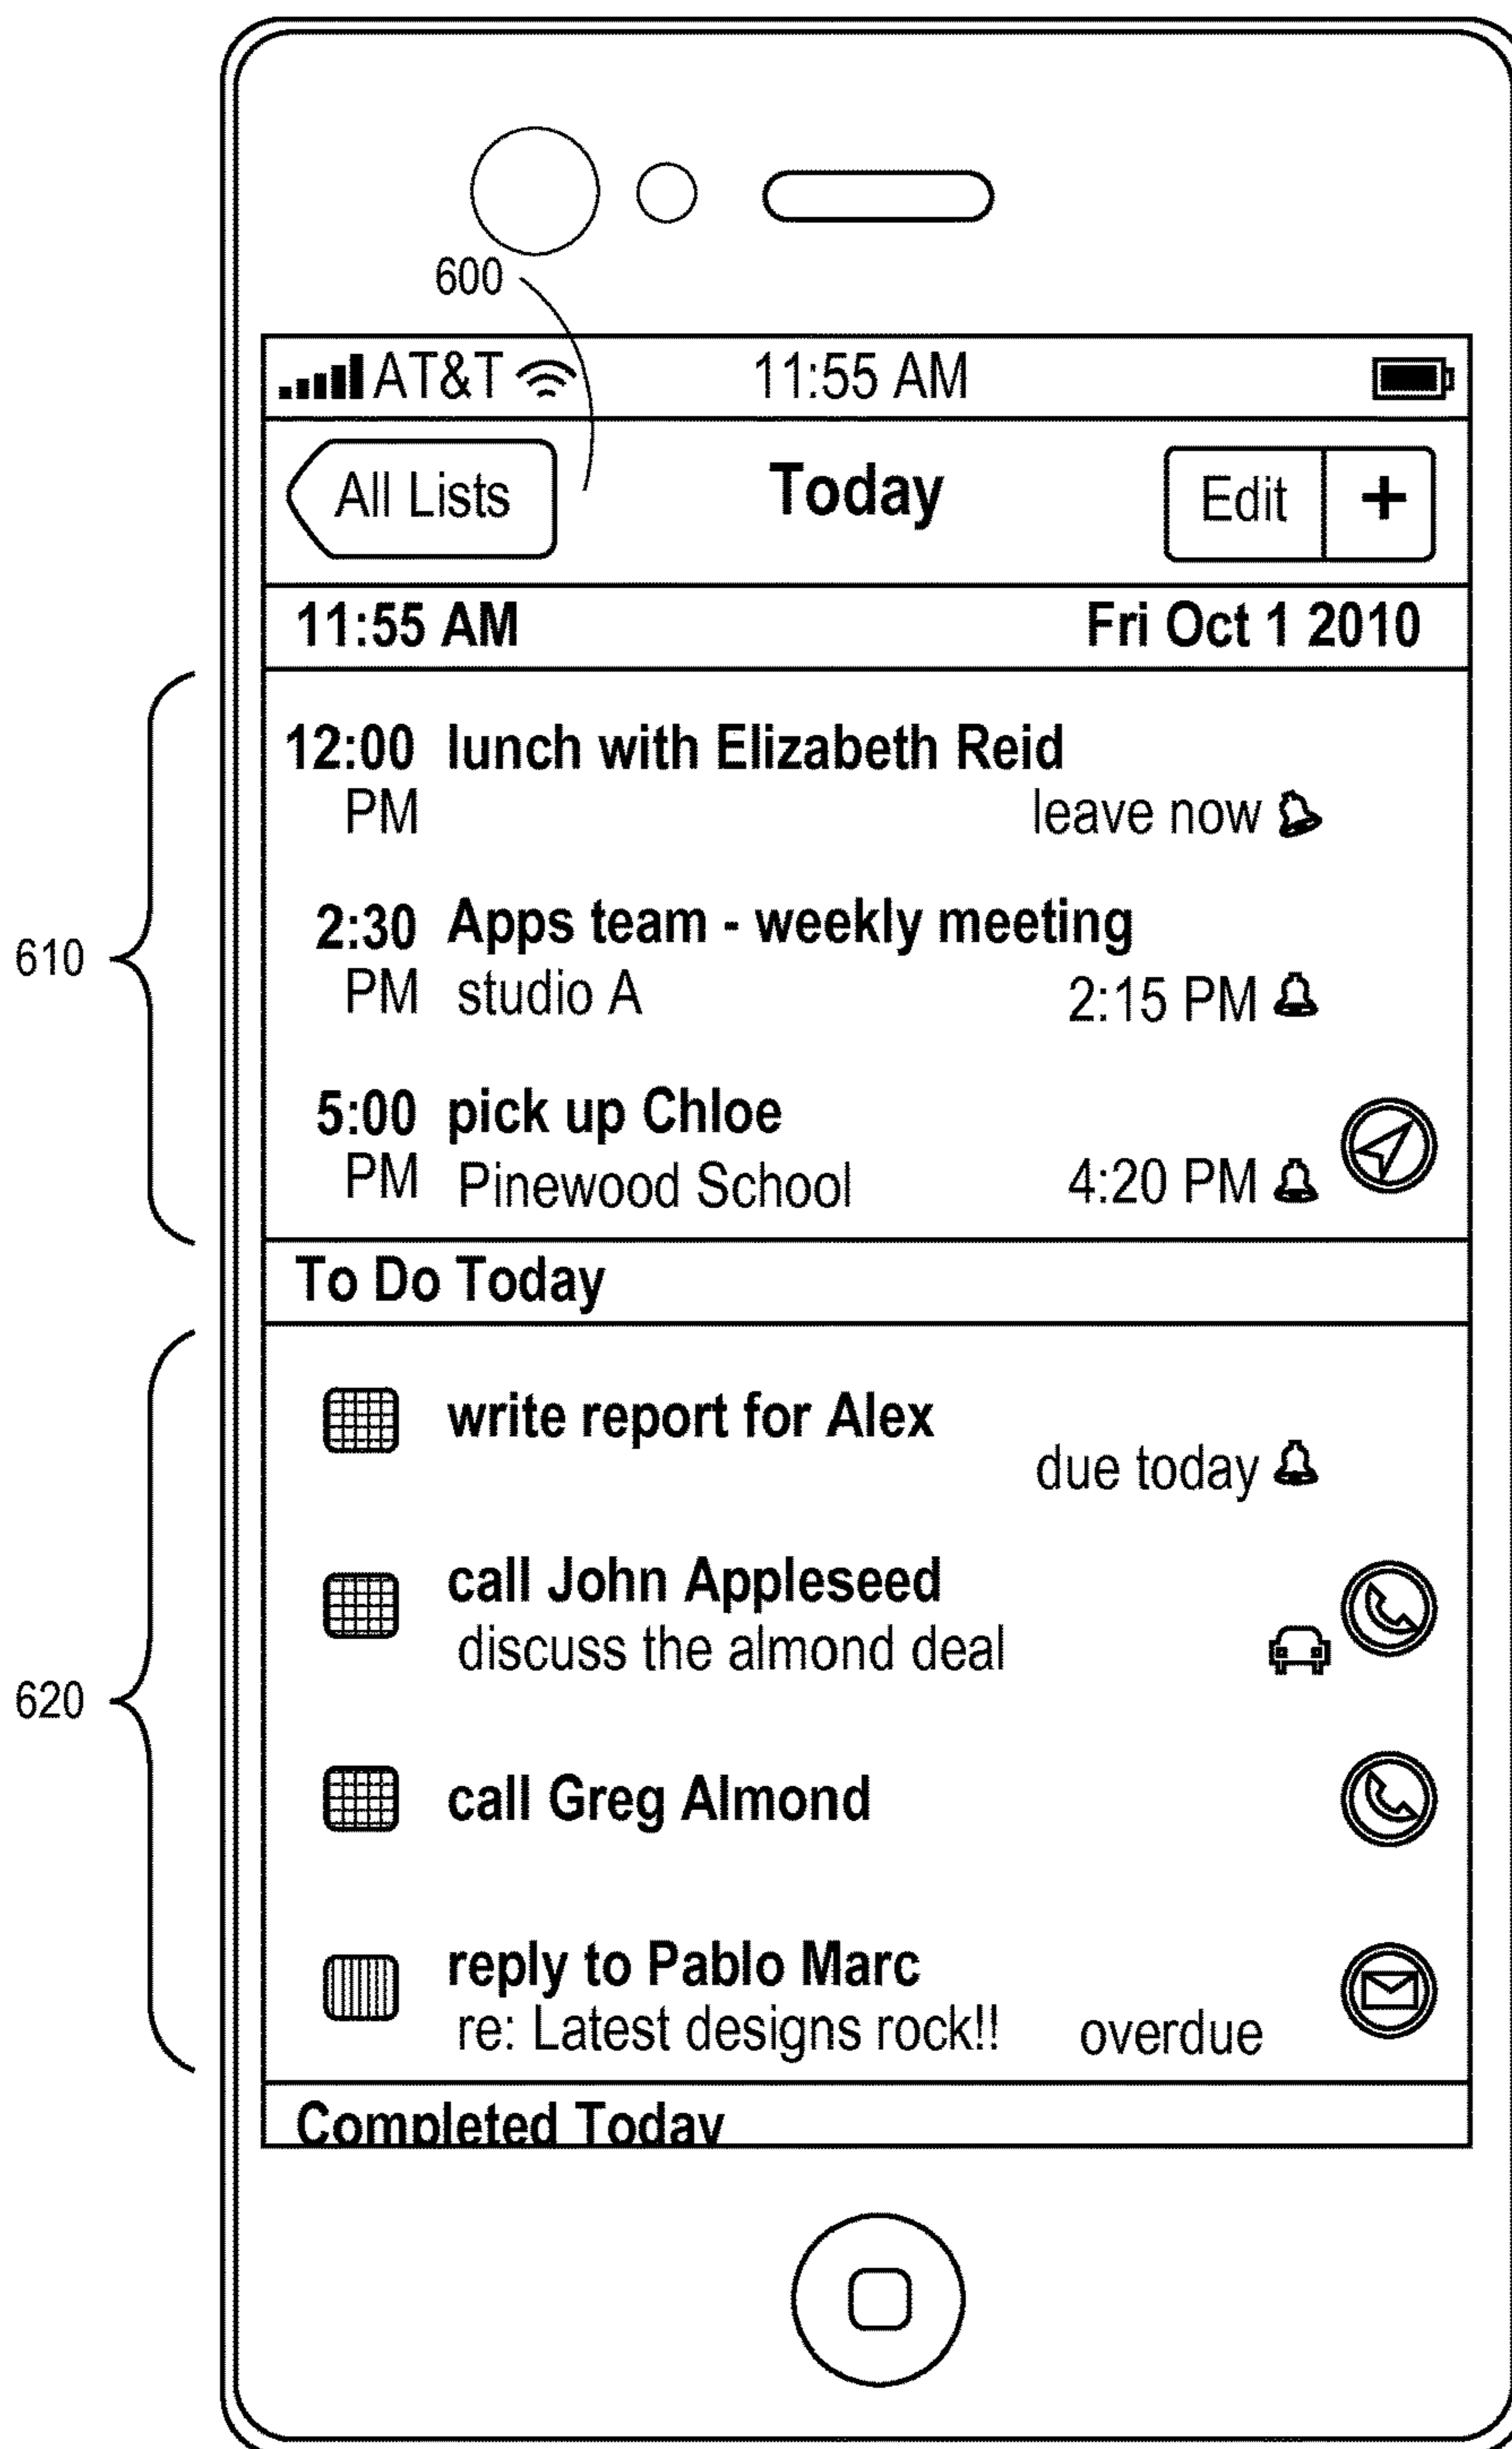 600
AT&T 11:55 AM
All Lists Today Edit +
11:55 AM Fri Oct 1 2010
610
12:00 lunch with Elizabeth Reid
PM leave now
2:30 Apps team - weekly meeting
PM studio A 2:15 PM
5:00 pick up Chloe
PM Pinewood School 4:20 PM
To Do Today
620
write report for Alex
due today
call John Appleseed
discuss the almond deal
call Greg Almond
reply to Pablo Marc
re: Latest designs rock!! overdue
Completed Today